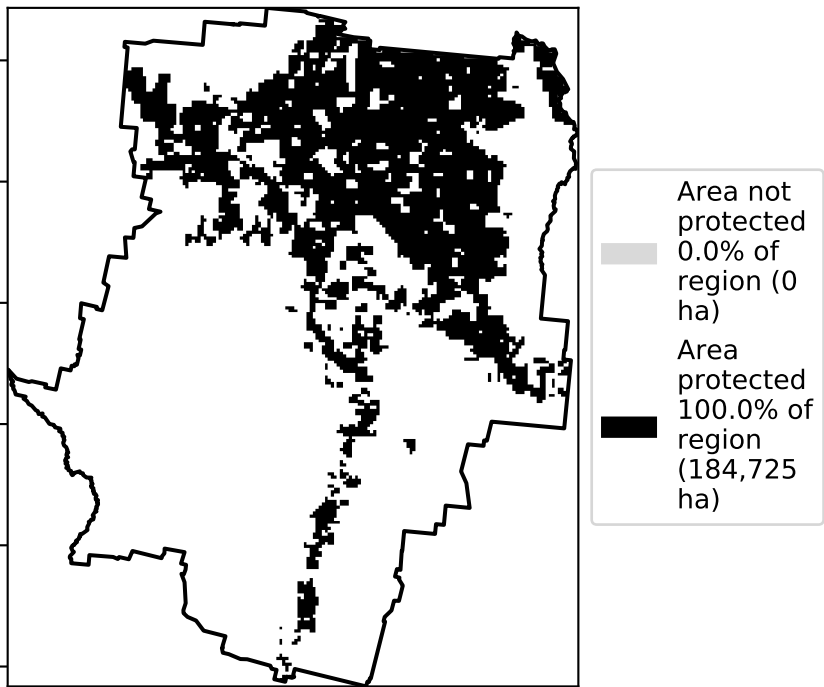 Area not
protected
0.0% of
region (0
ha)
Area
protected
100.0% of
region
(184,725
ha)